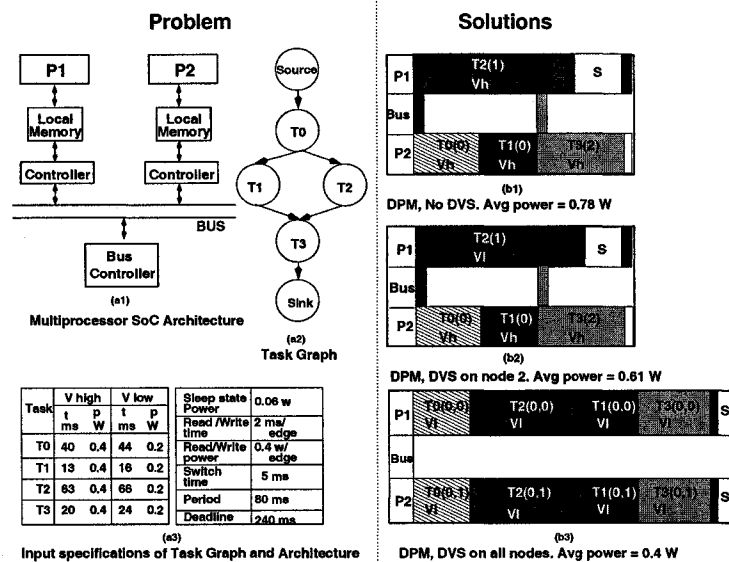 Problem
Solutions
P1
P2
Local
Memory
Local
Memory
Controller
Controller
BUS
Bus
Controller
(a1)
Multiprocessor SoC Architecture
Source
T0
T1
T2
T3
Sink
(a2)
Task Graph
Task
V high
V low
t
ms
p
W
t
ms
p
W
T0 40 0.4 44 0.2
T1 13 0.4 16 0.2
T2 63 0.4 66 0.2
T3 20 0.4 24 0.2
Sleep state
Power
0.06 w
Read /Write
time
2 ms/
edge
Read/Write
power
0.4 w/
edge
Switch
time
5 ms
Period
80 ms
Deadline
240 ms
(a3)
Input specifications of Task Graph and Architecture
P1
T2(1)
Vh
S
Bus
P2
T0(0)
Vh
T1(0)
Vh
T3(2)
Vh
(b1)
DPM, No DVS. Avg power = 0.78 W
P1
T2(1)
Vl
S
Bus
P2
T0(0)
Vh
T1(0)
Vh
T3(2)
Vh
(b2)
DPM, DVS on node 2. Avg power = 0.61 W
P1
T0(0,0)
Vl
T2(0,0)
Vl
T1(0,0)
Vl
T3(0,0)
Vl
S
Bus
P2
T0(0,1)
Vl
T2(0,1)
Vl
T1(0,1)
Vl
T3(0,1)
Vl
S
(b3)
DPM, DVS on all nodes. Avg power = 0.4 W